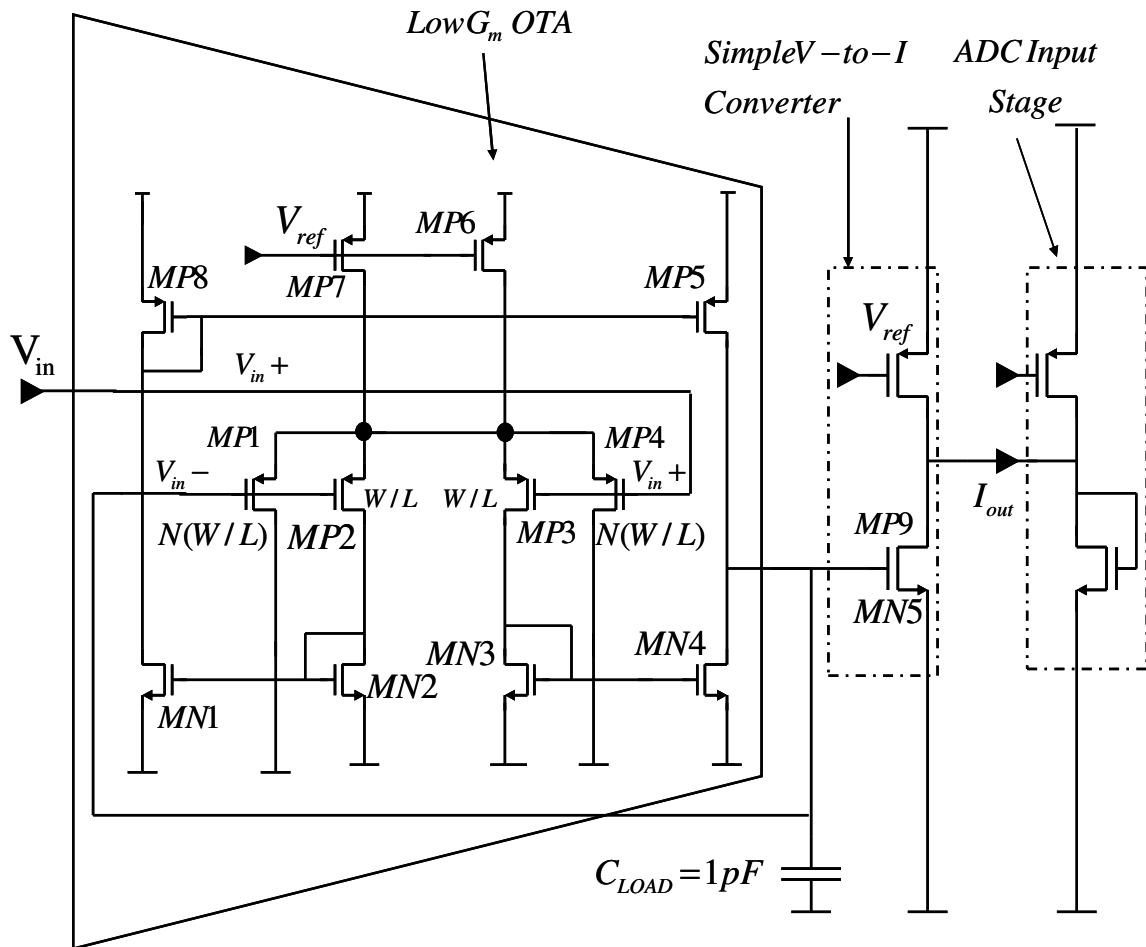 LowG_m OTA
SimpleV-to-I
Converter
ADC Input
Stage
V_ref
MP6
MP7
MP8
MP5
V_in
V_in+
V_ref
MP1
MP4
V_in-
V_in+
W/L
W/L
N(W/L)
MP2
MP3
N(W/L)
I_out
MP9
MN5
MN3
MN4
MN2
MN1
C_LOAD=1pF